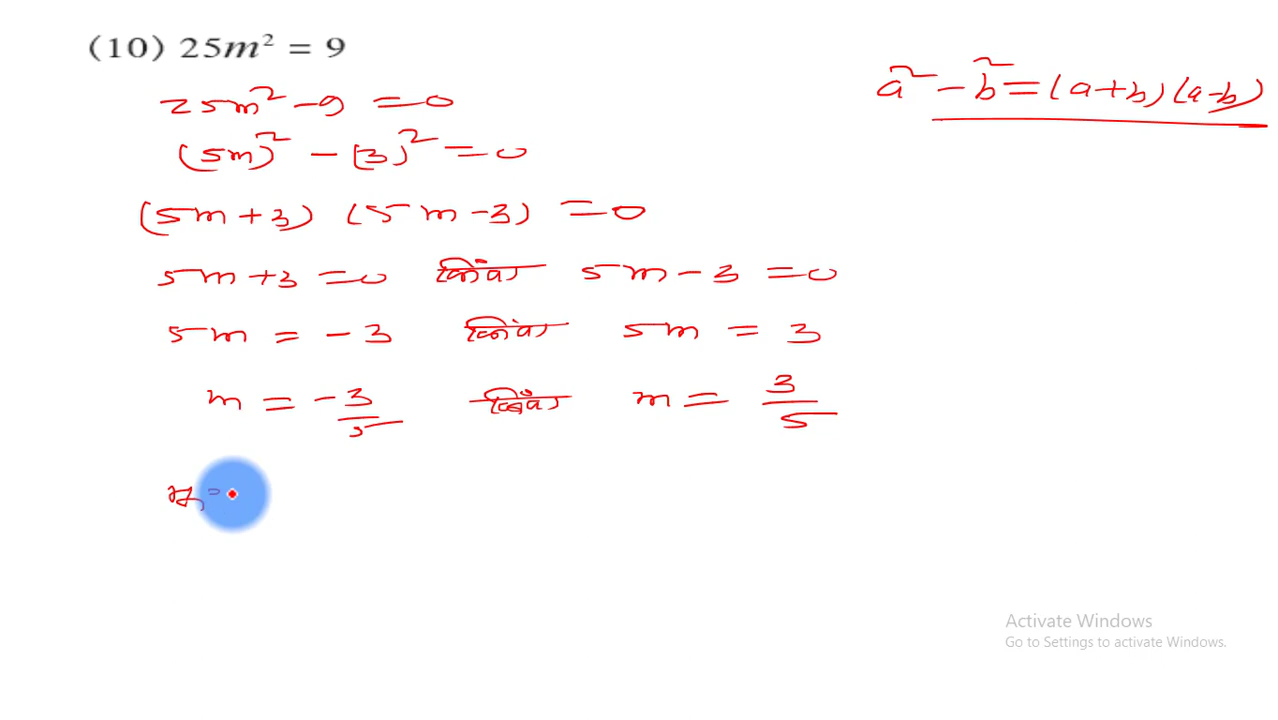 (10) 25m² = 9
a² - b² = (a+b) (a-b)
25m² - 9 = 0
(5m)² - (3)² = 0
(5m+3) (5m-3) = 0
5m+3 = 0 किंवा 5m-3 = 0
5m = -3 किंवा 5m = 3
m = -3/5 किंवा m = 3/5
Activate Windows
Go to Settings to activate Windows.